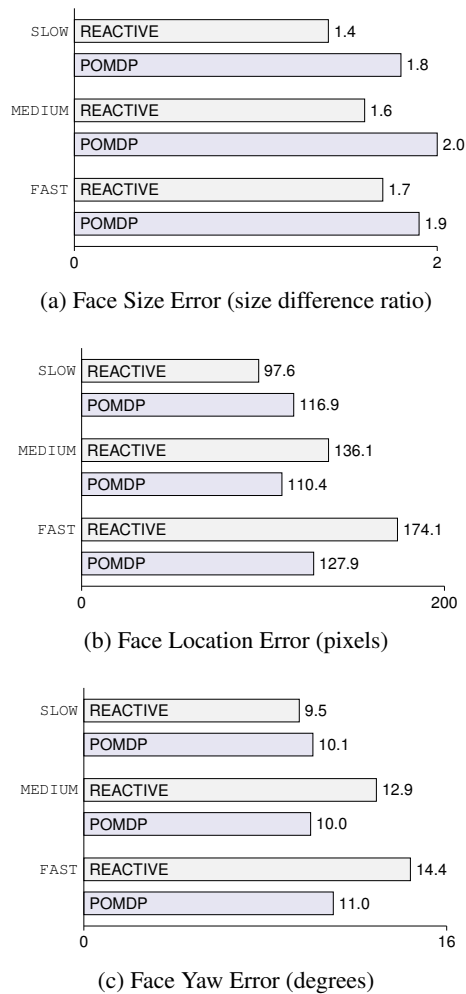 SLOW REACTIVE 1.4
POMDP 1.8
MEDIUM REACTIVE 1.6
POMDP 2.0
FAST REACTIVE 1.7
POMDP 1.9
0 2
(a) Face Size Error (size difference ratio)
SLOW REACTIVE 97.6
POMDP 116.9
MEDIUM REACTIVE 136.1
POMDP 110.4
FAST REACTIVE 174.1
POMDP 127.9
0 200
(b) Face Location Error (pixels)
SLOW REACTIVE 9.5
POMDP 10.1
MEDIUM REACTIVE 12.9
POMDP 10.0
FAST REACTIVE 14.4
POMDP 11.0
0 16
(c) Face Yaw Error (degrees)